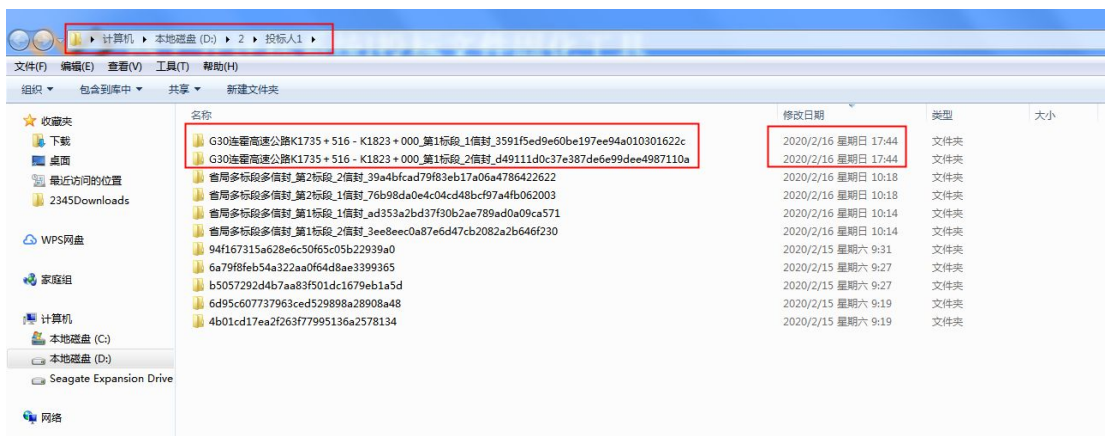 计算机 ▸ 本地磁盘 (D:) ▸ 2 ▸ 投标人1 ▸
文件(F) 编辑(E) 查看(V) 工具(T) 帮助(H)
组织 包含到库中 共享 新建文件夹
收藏夹
下载
桌面
最近访问的位置
2345Downloads
WPS网盘
家庭组
计算机
本地磁盘 (C:)
本地磁盘 (D:)
Seagate Expansion Drive
网络
名称 修改日期 类型 大小
G30连霍高速公路K1735+516 - K1823+000_第1标段_1信封_3591f5ed9e60be197ee94a010301622c 2020/2/16 星期日 17:44 文件夹
G30连霍高速公路K1735+516 - K1823+000_第1标段_2信封_d49111d0c37e387de6e99dee4987110a 2020/2/16 星期日 17:44 文件夹
省局多标段多信封_第2标段_2信封_39a4bfcad79f83eb17a06a4786422622 2020/2/16 星期日 10:18 文件夹
省局多标段多信封_第2标段_1信封_76b98da0e4c04cd48bcf97a4fb062003 2020/2/16 星期日 10:18 文件夹
省局多标段多信封_第1标段_1信封_ad353a2bd37f30b2ae789ad0a09ca571 2020/2/16 星期日 10:14 文件夹
省局多标段多信封_第1标段_2信封_3ee8eec0a87e6d47cb2082a2b646f230 2020/2/16 星期日 10:14 文件夹
94f167315a628e6c50f65c05b22939a0 2020/2/15 星期六 9:31 文件夹
6a79f8feb54a322aa0f64d8ae3399365 2020/2/15 星期六 9:27 文件夹
b5057292d4b7aa83f501dc1679eb1a5d 2020/2/15 星期六 9:27 文件夹
6d95c607737963ced529898a28908a48 2020/2/15 星期六 9:19 文件夹
4b01cd17ea2f263f77995136a2578134 2020/2/15 星期六 9:19 文件夹